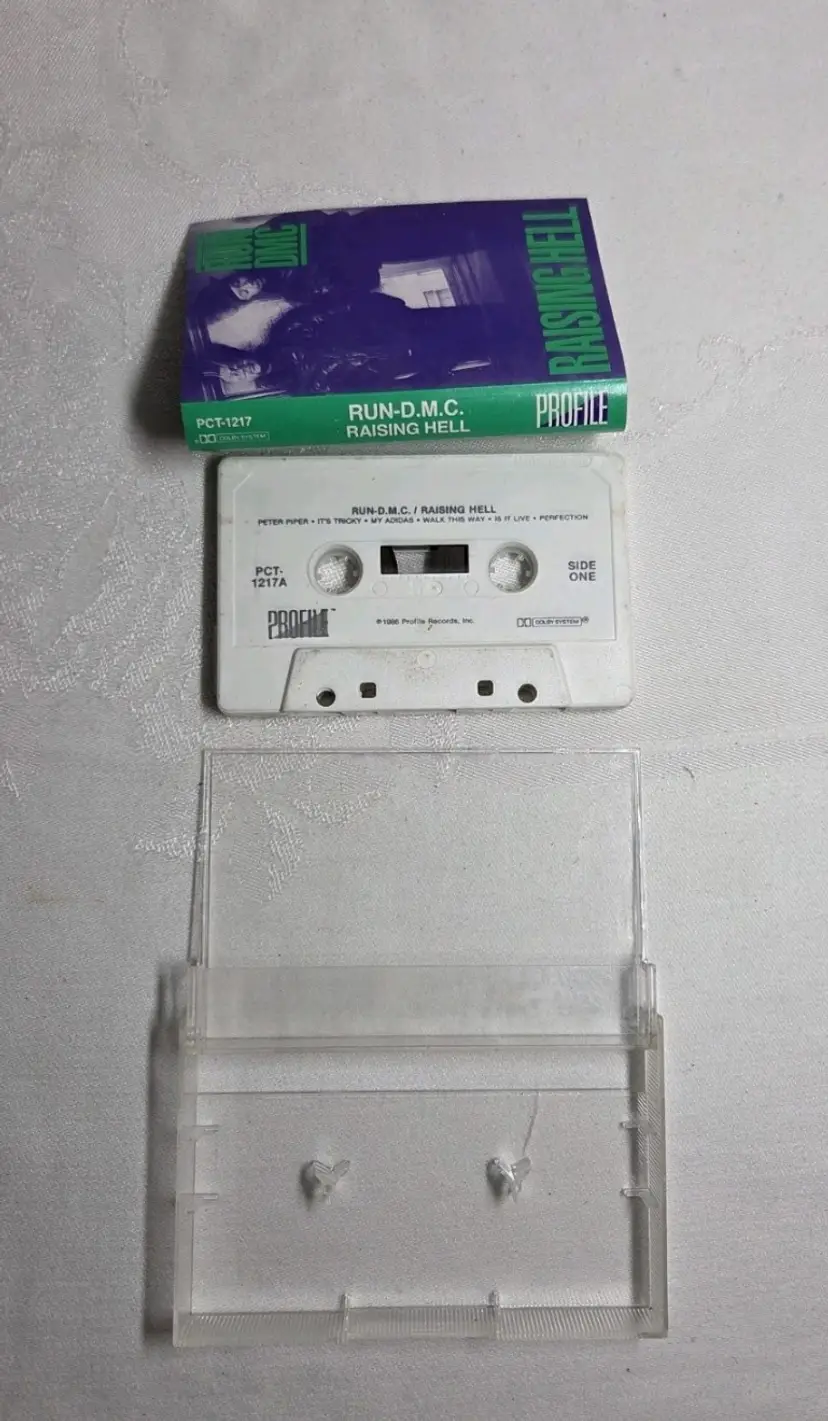 RUN
DMC
RAISING HELL
PCT-1217
DOLBY SYSTEM
RUN-D.M.C.
RAISING HELL
PROFILE
RUN-D.M.C. / RAISING HELL
PETER PIPER • IT'S TRICKY • MY ADIDAS • WALK THIS WAY • IS IT LIVE • PERFECTION
PCT-
1217A
SIDE
ONE
PROFILE™
℗1986 Profile Records, Inc.
DOLBY SYSTEM®